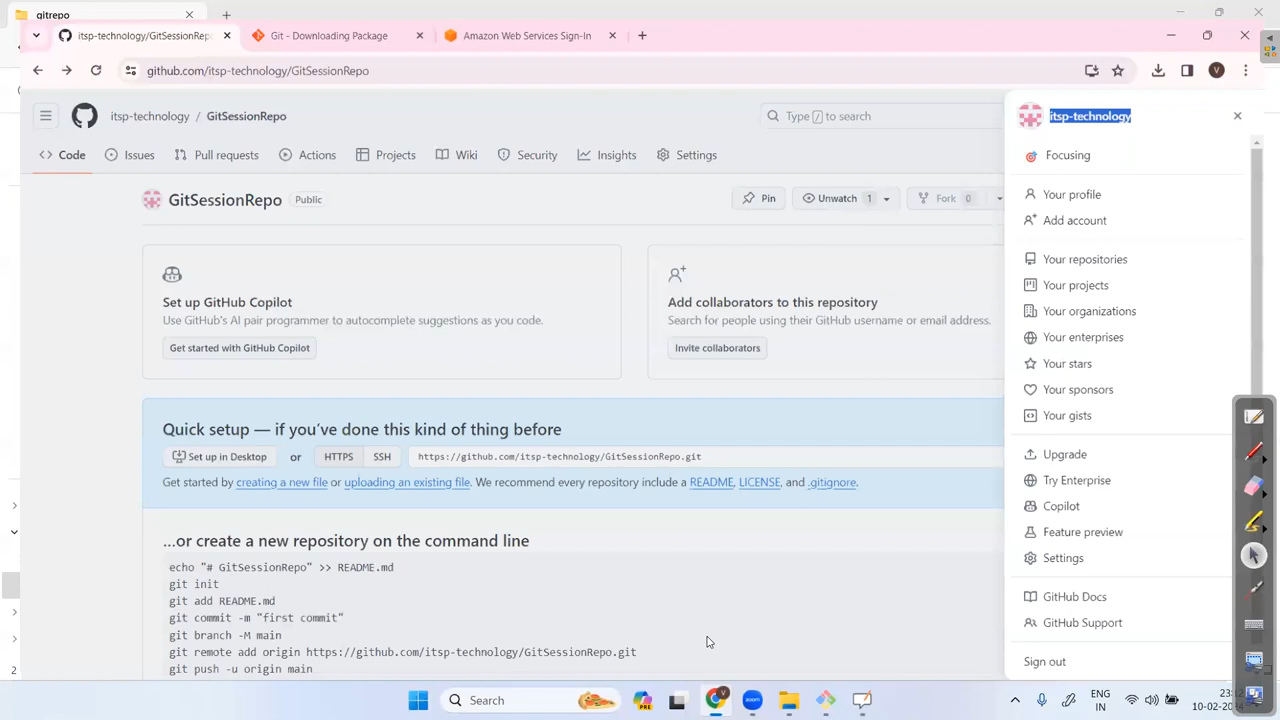 gitrepo
itsp-technology/GitSessionRepo
Git - Downloading Package
Amazon Web Services Sign-In
github.com/itsp-technology/GitSessionRepo
V
itsp-technology / GitSessionRepo
Type / to search
itsp-technology
Code
Issues
Pull requests
Actions
Projects
Wiki
Security
Insights
Settings
Focusing
GitSessionRepo
Public
Pin
Unwatch 1
Fork 0
Your profile
Add account
Your repositories
Your projects
Your organizations
Your enterprises
Your stars
Your sponsors
Your gists
Upgrade
Try Enterprise
Copilot
Feature preview
Settings
GitHub Docs
GitHub Support
Sign out
Set up GitHub Copilot
Use GitHub's AI pair programmer to autocomplete suggestions as you code.
Get started with GitHub Copilot
Add collaborators to this repository
Search for people using their GitHub username or email address.
Invite collaborators
Quick setup — if you've done this kind of thing before
Set up in Desktop
or
HTTPS
SSH
https://github.com/itsp-technology/GitSessionRepo.git
Get started by creating a new file or uploading an existing file. We recommend every repository include a README, LICENSE, and .gitignore.
…or create a new repository on the command line
echo "# GitSessionRepo" >> README.md
git init
git add README.md
git commit -m "first commit"
git branch -M main
git remote add origin https://github.com/itsp-technology/GitSessionRepo.git
git push -u origin main
2
Search
zoom
ENG
IN